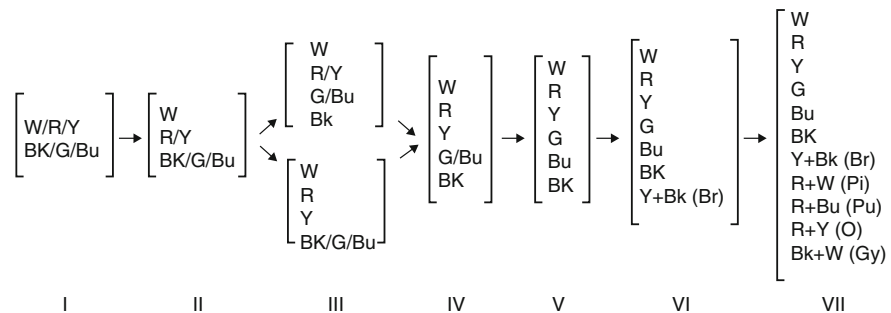 W/R/Y
BK/G/Bu
W
R/Y
BK/G/Bu
W
R/Y
G/Bu
Bk
W
R
Y
BK/G/Bu
W
R
Y
G/Bu
BK
W
R
Y
G
Bu
BK
W
R
Y
G
Bu
BK
Y+Bk (Br)
W
R
Y
G
Bu
BK
Y+Bk (Br)
R+W (Pi)
R+Bu (Pu)
R+Y (O)
Bk+W (Gy)
I II III IV V VI VII